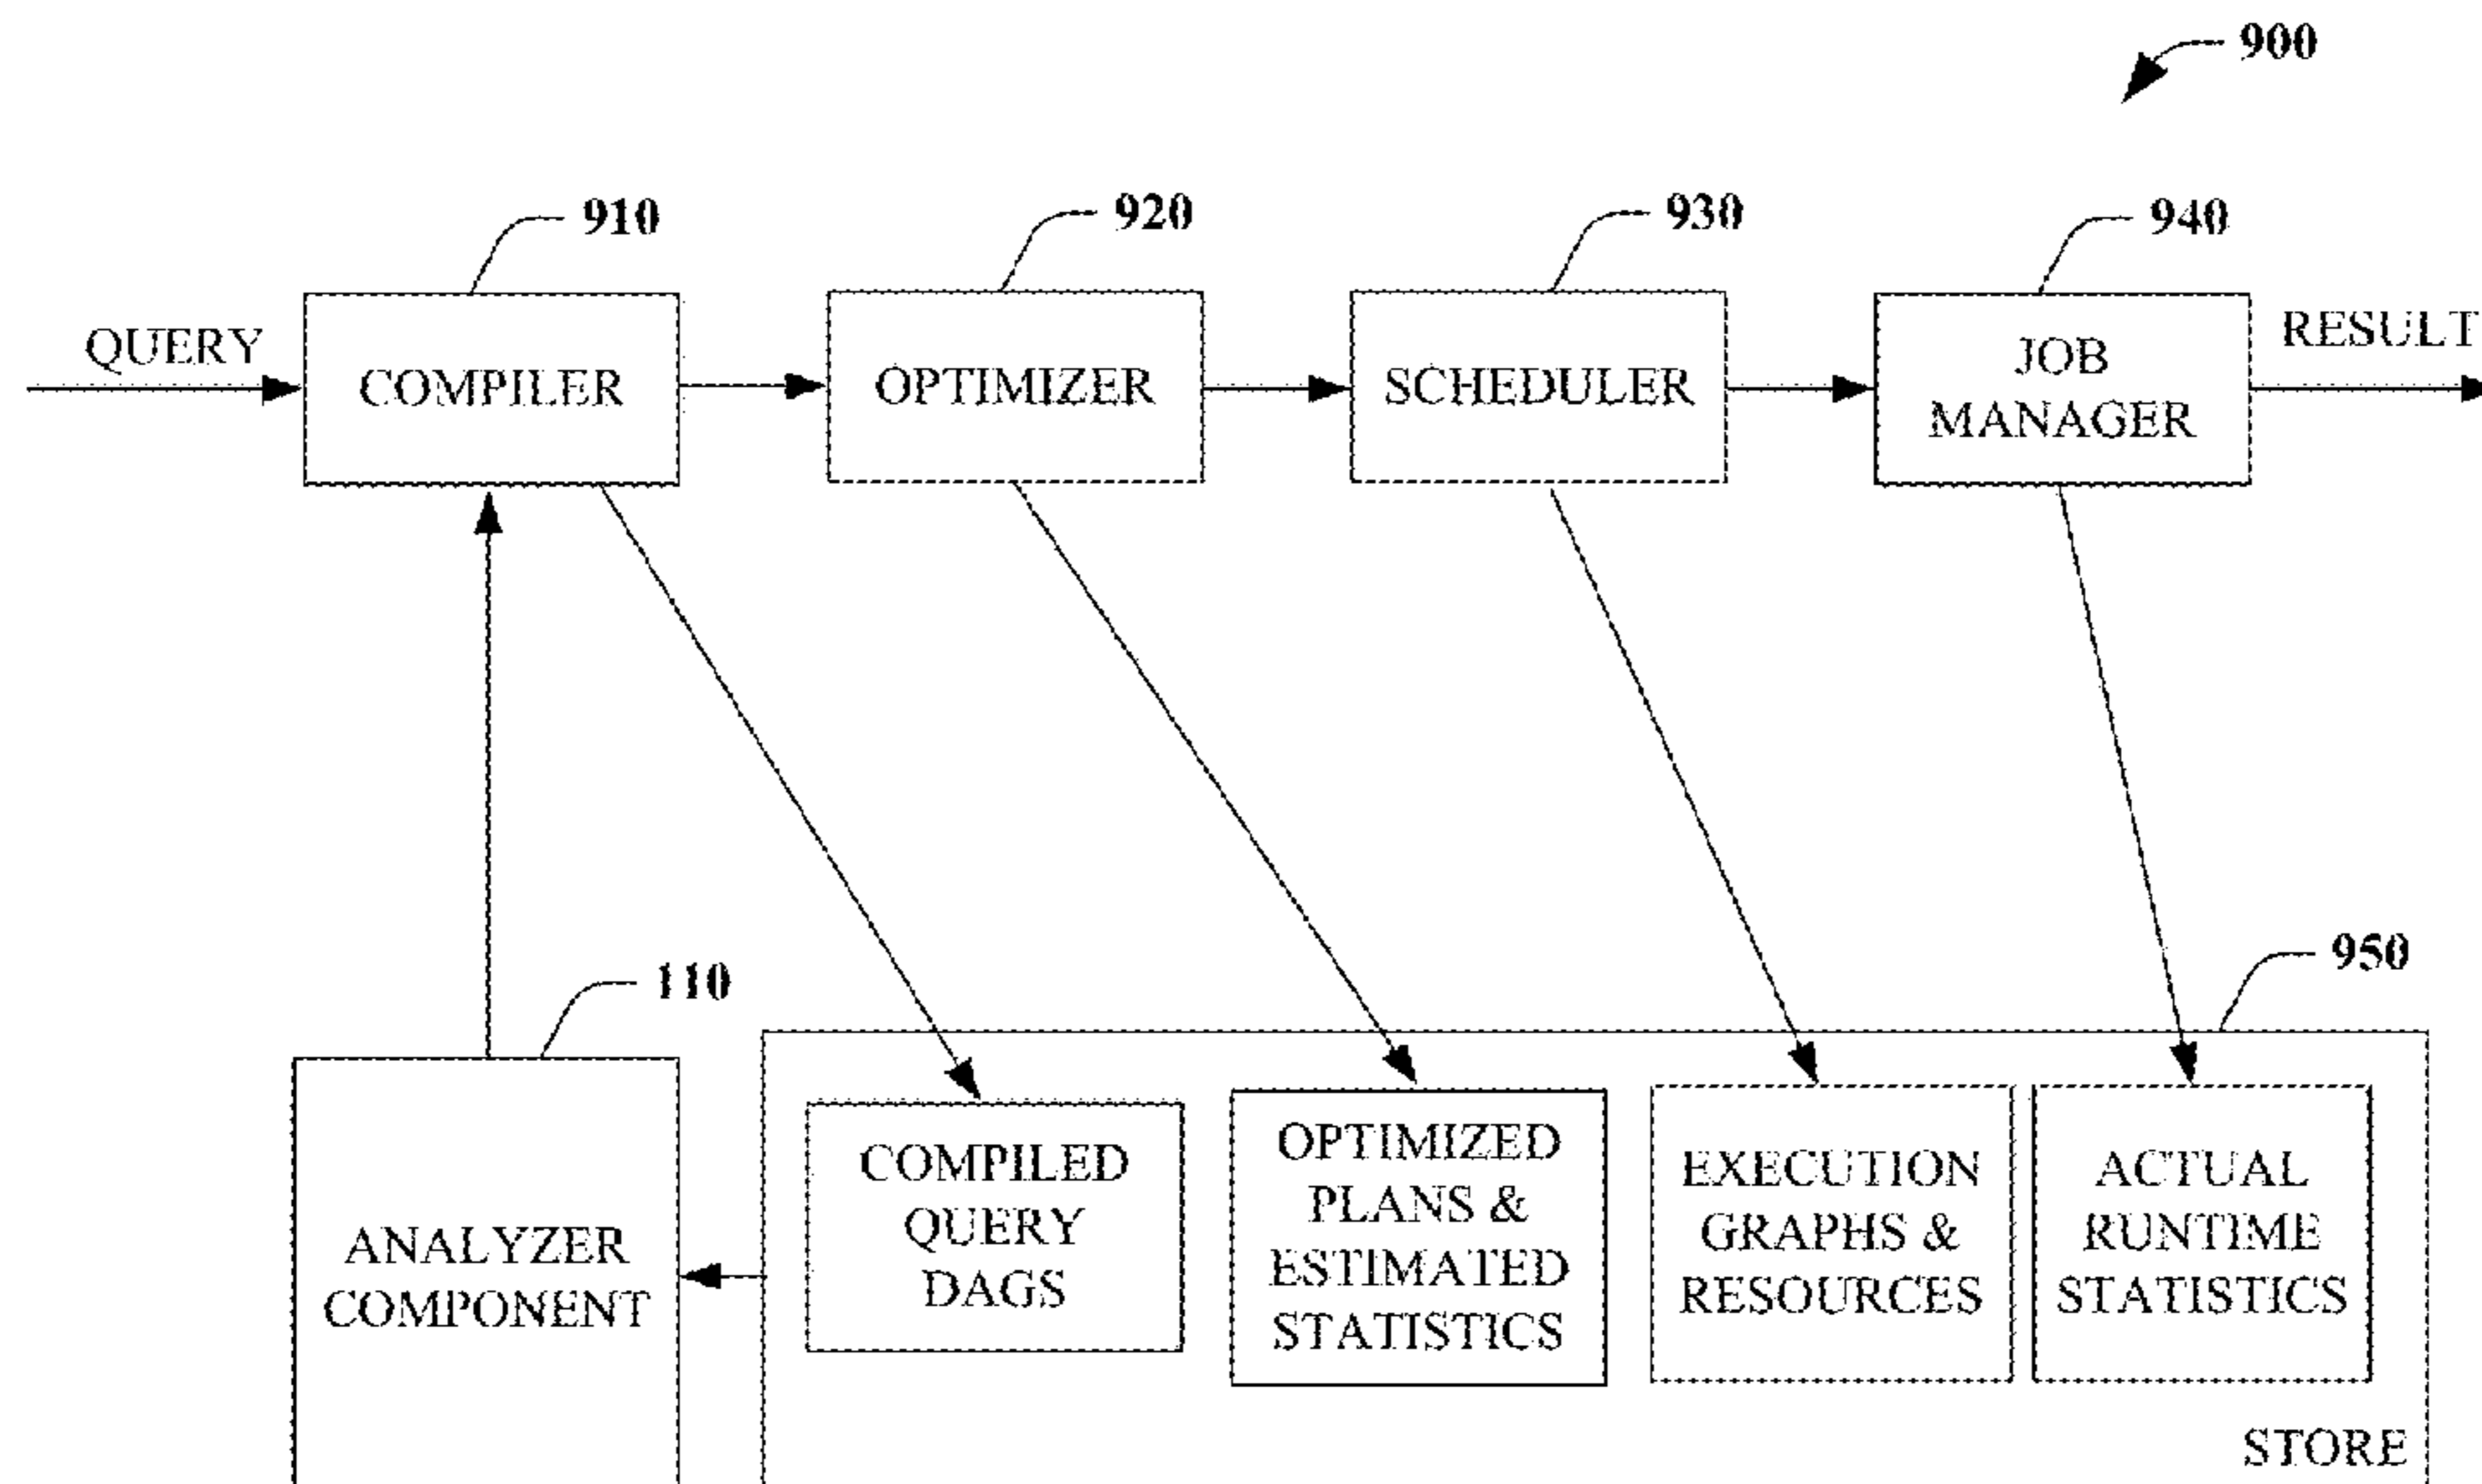 900
910
920
930
940
QUERY
COMPILER
OPTIMIZER
SCHEDULER
JOB
MANAGER
RESULT
110
950
ANALYZER
COMPONENT
COMPILED
QUERY
DAGS
OPTIMIZED
PLANS &
ESTIMATED
STATISTICS
EXECUTION
GRAPHS &
RESOURCES
ACTUAL
RUNTIME
STATISTICS
STORE